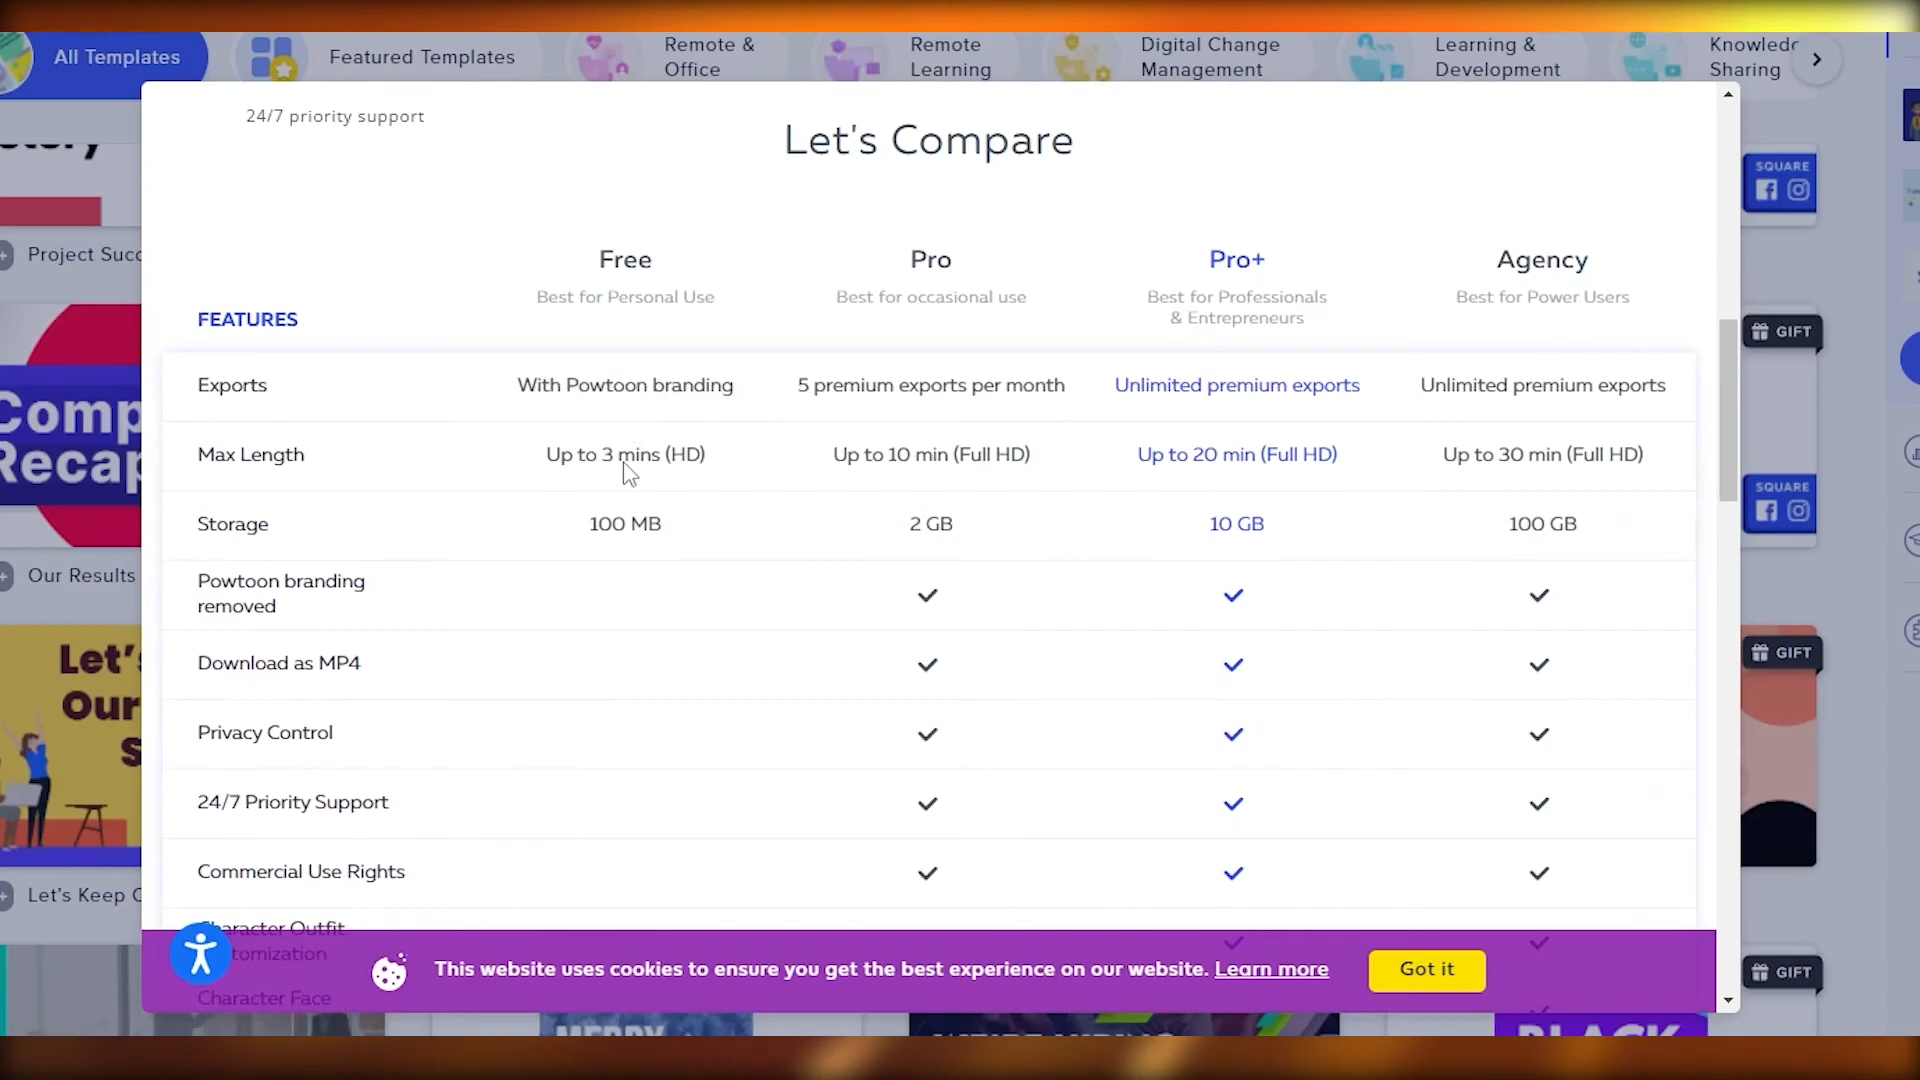 All Templates
Featured Templates
Remote &
Office
Remote
Learning
Digital Change
Management
Learning &
Development
Sharing
24/7 priority support
Let's Compare
SQUARE
Project
Free
Pro
Pro+
Agency
Best for Personal Use
Best for occasional use
Best for Professionals
& Entrepreneurs
Best for Power Users
FEATURES
GIFT
Exports
With Powtoon branding
5 premium exports per month
Unlimited premium exports
Unlimited premium exports
Max Length
Up to 3 mins (HD)
Up to 10 min (Full HD)
Up to 20 min (Full HD)
Up to 30 min (Full HD)
SQUARE
Storage
100 MB
2 GB
10 GB
100 GB
Our Results
Powtoon branding
removed
Let's
Our
GIFT
Download as MP4
Privacy Control
24/7 Priority Support
Commercial Use Rights
Let's Keep
Character Outfit
Character Face
This website uses cookies to ensure you get the best experience on our website. Learn more
Got it
GIFT
MERRY
BLACK